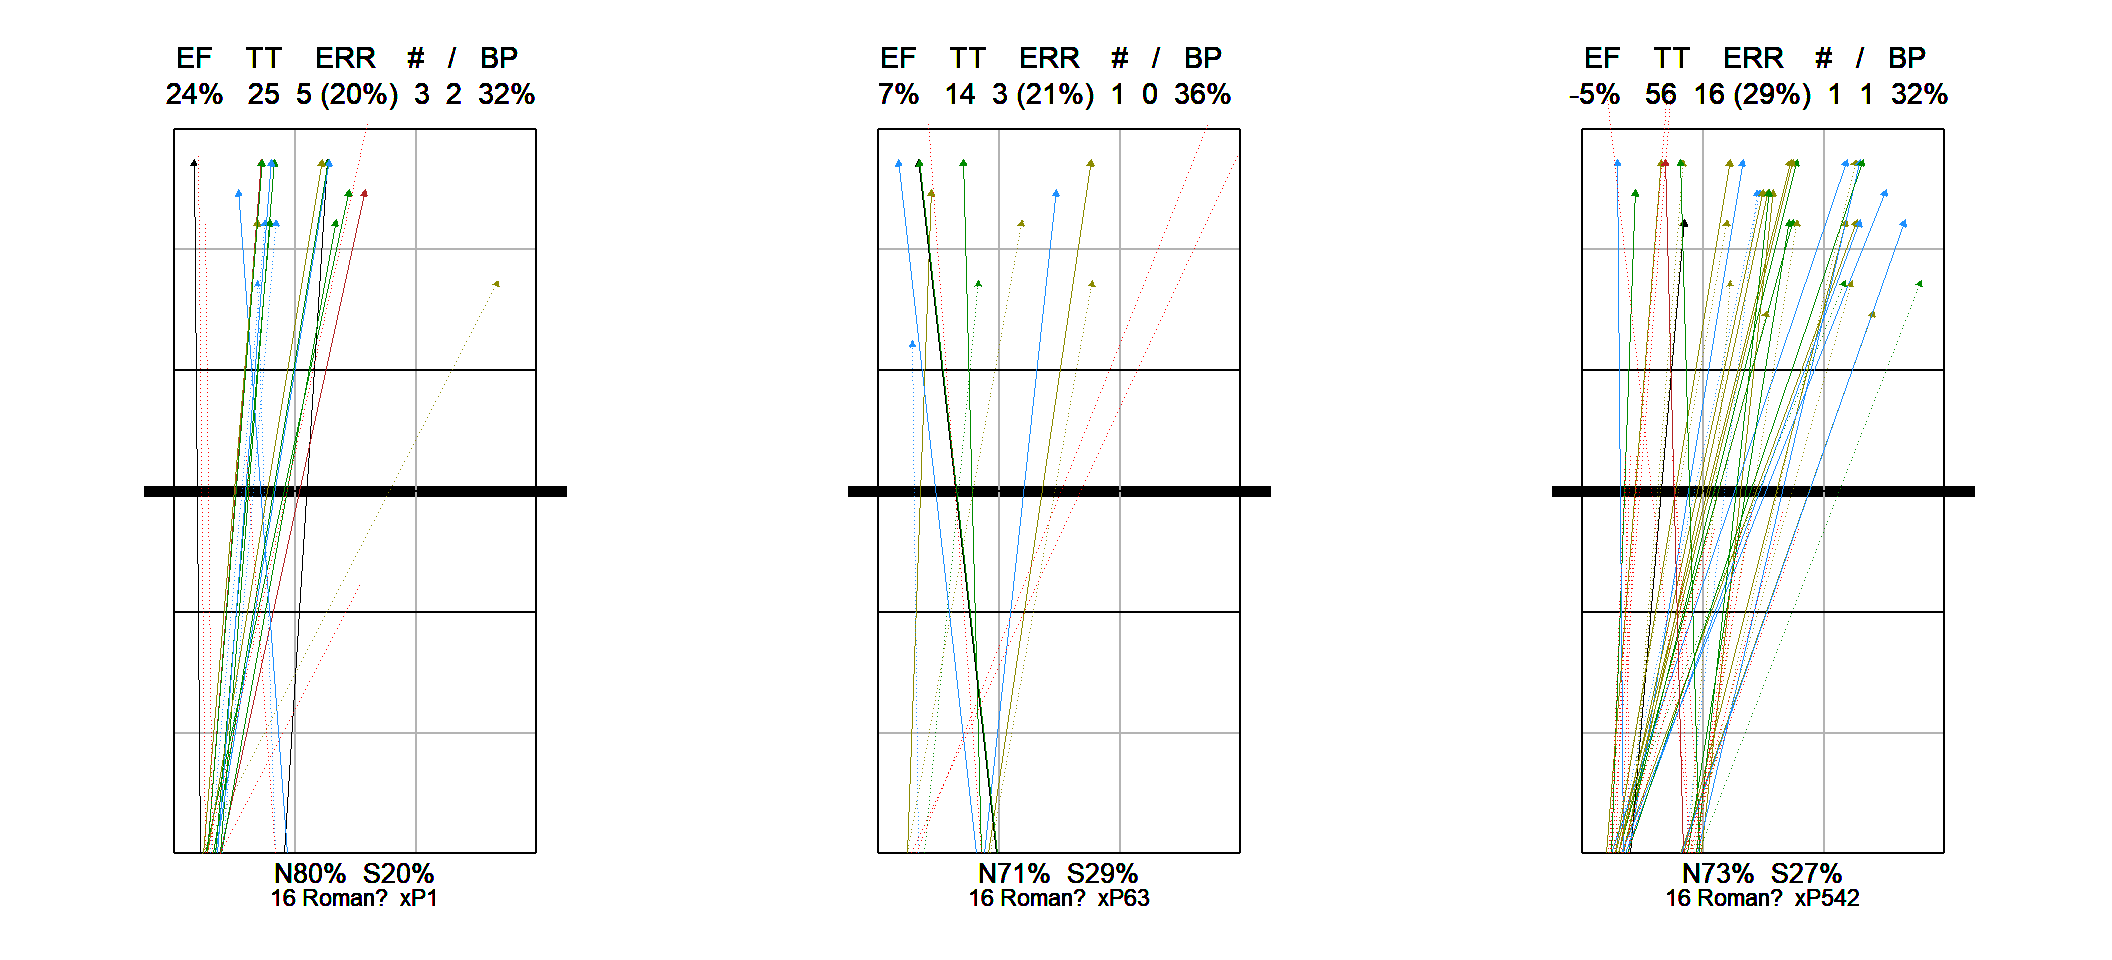 EF TT ERR # / BP
24% 25 5 (20%) 3 2 32%
N80% S20%
16 Roman? xP1
EF TT ERR # / BP
7% 14 3 (21%) 1 0 36%
N71% S29%
16 Roman? xP63
EF TT ERR # / BP
-5% 56 16 (29%) 1 1 32%
N73% S27%
16 Roman? xP542